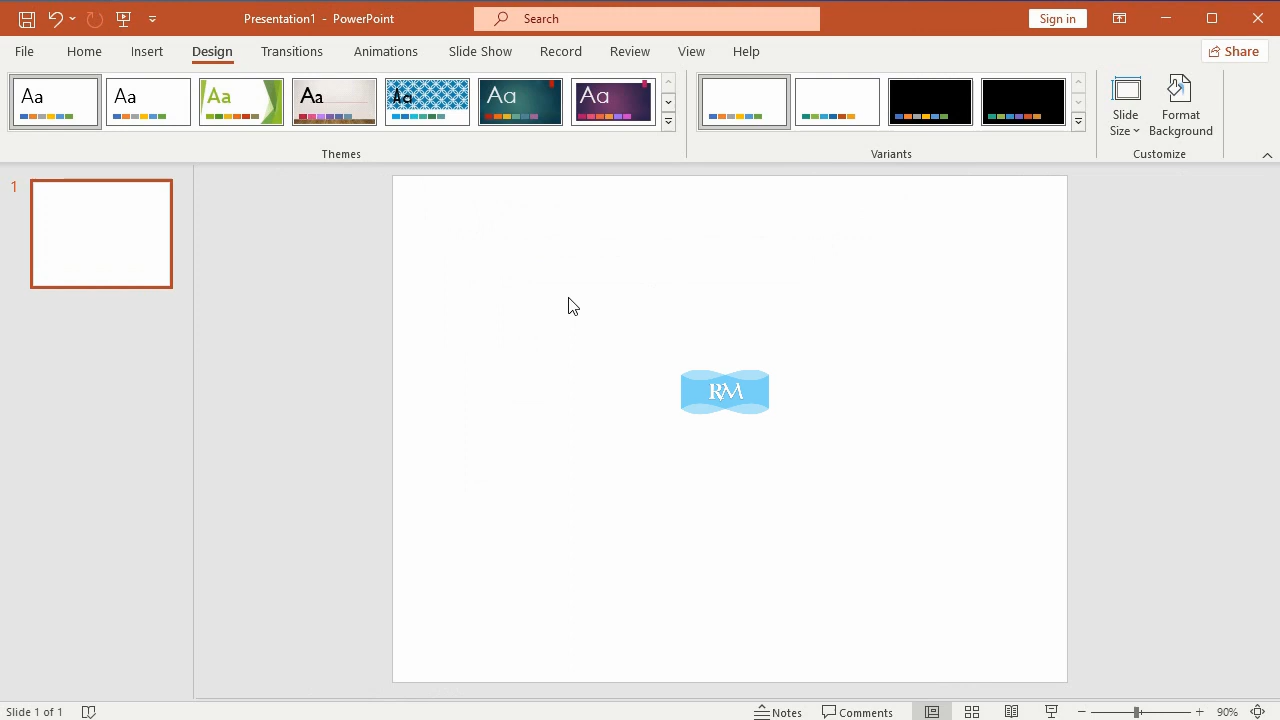 Presentation1 - PowerPoint
Search
Sign in
File Home Insert Design Transitions Animations Slide Show Record Review View Help
Share
Aa Aa Aa Aa Aa Aa Aa
Slide Size
Format Background
Themes Variants Customize
1
RM
Slide 1 of 1
Notes Comments
90%